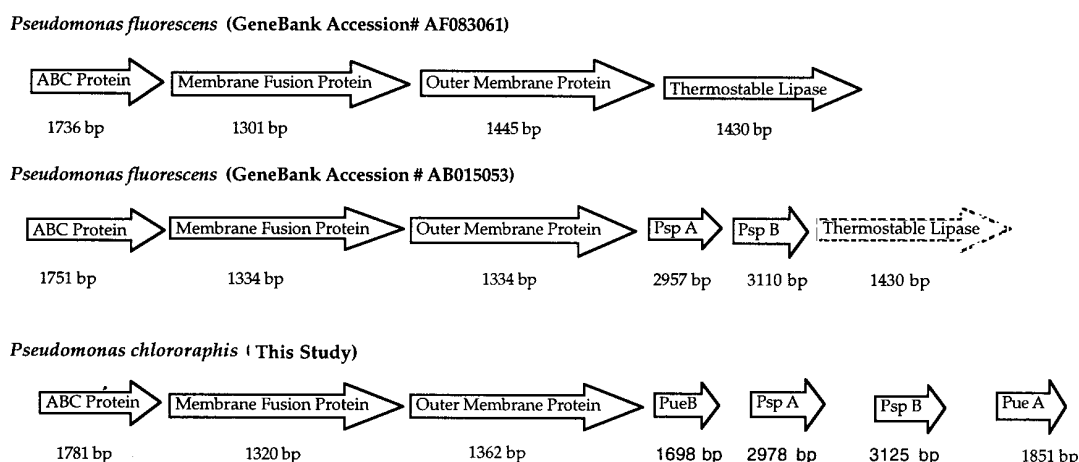 Pseudomonas fluorescens (GeneBank Accession# AF083061)
ABC Protein Membrane Fusion Protein Outer Membrane Protein Thermostable Lipase
1736 bp 1301 bp 1445 bp 1430 bp
Pseudomonas fluorescens (GeneBank Accession # AB015053)
ABC Protein Membrane Fusion Protein Outer Membrane Protein Psp A Psp B Thermostable Lipase
1751 bp 1334 bp 1334 bp 2957 bp 3110 bp 1430 bp
Pseudomonas chlororaphis ( This Study)
ABC Protein Membrane Fusion Protein Outer Membrane Protein PueB Psp A Psp B Pue A
1781 bp 1320 bp 1362 bp 1698 bp 2978 bp 3125 bp 1851 bp